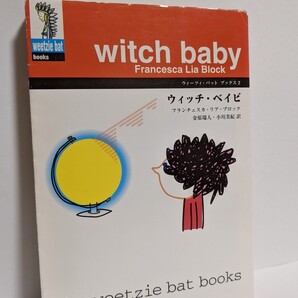 weetzie bat
books
witch baby
Francesca Lia Block
ウィーツィ・バット ブックス2
ウィッチ・ベイビ
フランチェスカ・リア・ブロック
金原瑞人・小川美紀 訳
weetzie bat books